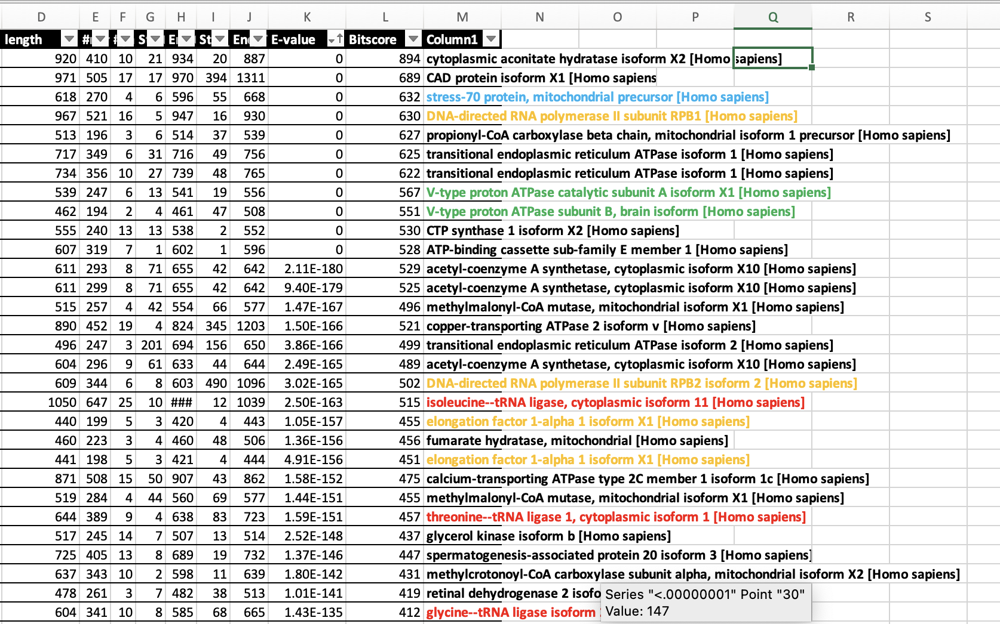 D E F G H I J K L M N O P Q R S
length # # S E St En E-value Bitscore Column1
920 410 10 21 934 20 887 0 894 cytoplasmic aconitate hydratase isoform X2 [Homo sapiens]
971 505 17 17 970 394 1311 0 689 CAD protein isoform X1 [Homo sapiens
618 270 4 6 596 55 668 0 632 stress-70 protein, mitochondrial precursor [Homo sapiens]
967 521 16 5 947 16 930 0 630 DNA-directed RNA polymerase II subunit RPB1 [Homo sapiens]
513 196 3 6 514 37 539 0 627 propionyl-CoA carboxylase beta chain, mitochondrial isoform 1 precursor [Homo sapiens]
717 349 6 31 716 49 756 0 625 transitional endoplasmic reticulum ATPase isoform 1 [Homo sapiens]
734 356 10 27 739 48 765 0 622 transitional endoplasmic reticulum ATPase isoform 1 [Homo sapiens]
539 247 6 13 541 19 556 0 567 V-type proton ATPase catalytic subunit A isoform X1 [Homo sapiens]
462 194 2 4 461 47 508 0 551 V-type proton ATPase subunit B, brain isoform [Homo sapiens]
555 240 13 13 538 2 552 0 530 CTP synthase 1 isoform X2 [Homo sapiens]
607 319 7 1 602 1 596 0 528 ATP-binding cassette sub-family E member 1 [Homo sapiens]
611 293 8 71 655 42 642 2.11E-180 529 acetyl-coenzyme A synthetase, cytoplasmic isoform X10 [Homo sapiens]
611 299 8 71 655 42 642 9.40E-179 525 acetyl-coenzyme A synthetase, cytoplasmic isoform X10 [Homo sapiens]
515 257 4 42 554 66 577 1.47E-167 496 methylmalonyl-CoA mutase, mitochondrial isoform X1 [Homo sapiens]
890 452 19 4 824 345 1203 1.50E-166 521 copper-transporting ATPase 2 isoform v [Homo sapiens]
496 247 3 201 694 156 650 3.86E-166 499 transitional endoplasmic reticulum ATPase isoform 2 [Homo sapiens]
604 296 9 61 633 44 644 2.49E-165 489 acetyl-coenzyme A synthetase, cytoplasmic isoform X10 [Homo sapiens]
609 344 6 8 603 490 1096 3.02E-165 502 DNA-directed RNA polymerase II subunit RPB2 isoform 2 [Homo sapiens]
1050 647 25 10 ### 12 1039 2.50E-163 515 isoleucine--tRNA ligase, cytoplasmic isoform 11 [Homo sapiens]
440 199 5 3 420 4 443 1.05E-157 455 elongation factor 1-alpha 1 isoform X1 [Homo sapiens]
460 223 3 4 460 48 506 1.36E-156 456 fumarate hydratase, mitochondrial [Homo sapiens]
441 198 5 3 421 4 444 4.91E-156 451 elongation factor 1-alpha 1 isoform X1 [Homo sapiens]
871 508 15 50 907 43 862 1.58E-152 475 calcium-transporting ATPase type 2C member 1 isoform 1c [Homo sapiens]
519 284 4 44 560 69 577 1.44E-151 455 methylmalonyl-CoA mutase, mitochondrial isoform X1 [Homo sapiens]
644 389 9 4 638 83 723 1.59E-151 457 threonine--tRNA ligase 1, cytoplasmic isoform 1 [Homo sapiens]
517 245 14 7 507 13 514 2.52E-148 437 glycerol kinase isoform b [Homo sapiens]
725 405 13 8 689 19 732 1.37E-146 447 spermatogenesis-associated protein 20 isoform 3 [Homo sapiens]
637 343 10 2 598 11 639 1.80E-142 431 methylcrotonoyl-CoA carboxylase subunit alpha, mitochondrial isoform X2 [Homo sapiens]
478 261 3 7 482 38 513 1.01E-141 419 retinal dehydrogenase 2 isofo
604 341 10 8 585 68 665 1.43E-135 412 glycine--tRNA ligase isoform
Series "<.00000001" Point "30"
Value: 147